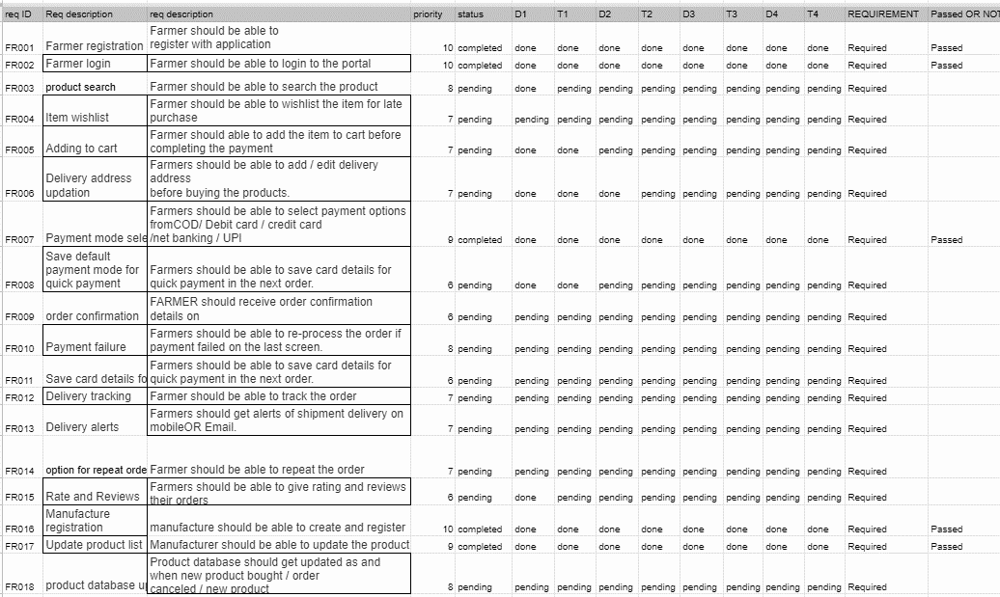 req ID Req description req description priority status D1 T1 D2 T2 D3 T3 D4 T4 REQUIREMENT Passed OR NOT
Farmer should be able to
FR001 Farmer registration register with application 10 completed done done done done done done done done Required Passed
FR002 Farmer login Farmer should be able to login to the portal 10 completed done done done done done done done done Required Passed
FR003 product search Farmer should be able to search the product 8 pending done pending pending pending pending pending pending pending Required
Farmer should be able to wishlist the item for late
FR004 Item wishlist purchase 7 pending pending pending pending pending pending pending pending pending Required
Farmer should able to add the item to cart before
FR005 Adding to cart completing the payment 7 pending done done pending pending pending pending pending pending Required
Farmers should be able to add / edit delivery
Delivery address address
FR006 updation before buying the products. 7 pending done done done pending pending pending pending pending Required
Farmers should be able to select payment options
fromCOD/ Debit card / credit card
FR007 Payment mode sele /net banking / UPI 9 completed done done done done done done done done Required Passed
Save default
payment mode for Farmers should be able to save card details for
FR008 quick payment quick payment in the next order. 6 pending done done pending pending pending pending pending pending Required
FARMER should receive order confirmation
FR009 order confirmation details on 6 pending pending pending pending pending pending pending pending pending Required
Farmers should be able to re-process the order if
FR010 Payment failure payment failed on the last screen. 8 pending pending pending pending pending pending pending pending pending Required
Farmers should be able to save card details for
FR011 Save card details fo quick payment in the next order. 6 pending pending pending pending pending pending pending pending pending Required
FR012 Delivery tracking Farmer should be able to track the order 7 pending pending pending pending pending pending pending pending pending Required
Farmers should get alerts of shipment delivery on
FR013 Delivery alerts mobileOR Email. 7 pending pending pending pending pending pending pending pending pending Required
FR014 option for repeat orde Farmer should be able to repeat the order 7 pending pending pending pending pending pending pending pending pending Required
Farmers should be able to give rating and reviews
FR015 Rate and Reviews their orders 6 pending done pending pending pending pending pending pending pending Required
Manufacture
FR016 registration manufacture should be able to create and register 10 completed done done done done done done done done Required Passed
FR017 Update product list Manufacturer should be able to update the product 9 completed done done done done done done done done Required Passed
Product database should get updated as and
when new product bought / order
FR018 product database u canceled / new product 8 pending pending pending pending pending pending pending pending pending Required